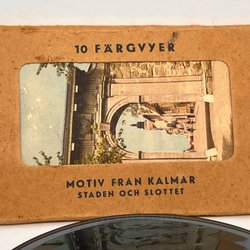 10 FÄRGVYER
MOTIV FRÅN KALMAR
STADEN OCH SLOTTET